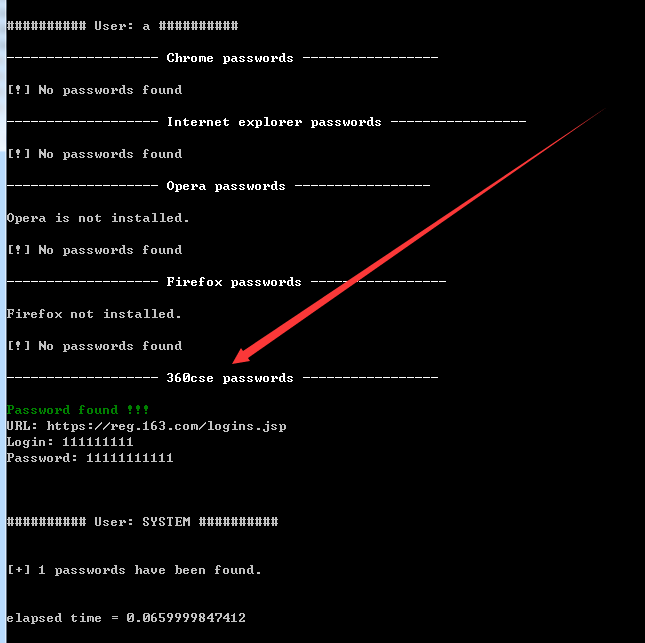 ########## User: a ##########
------------------- Chrome passwords -----------------
[!] No passwords found
------------------- Internet explorer passwords -----------------
[!] No passwords found
------------------- Opera passwords -----------------
Opera is not installed.
[!] No passwords found
------------------- Firefox passwords -----------------
Firefox not installed.
[!] No passwords found
------------------- 360cse passwords -----------------
Password found !!!
URL: https://reg.163.com/logins.jsp
Login: 111111111
Password: 11111111111
########## User: SYSTEM ##########
[+] 1 passwords have been found.
elapsed time = 0.0659999847412